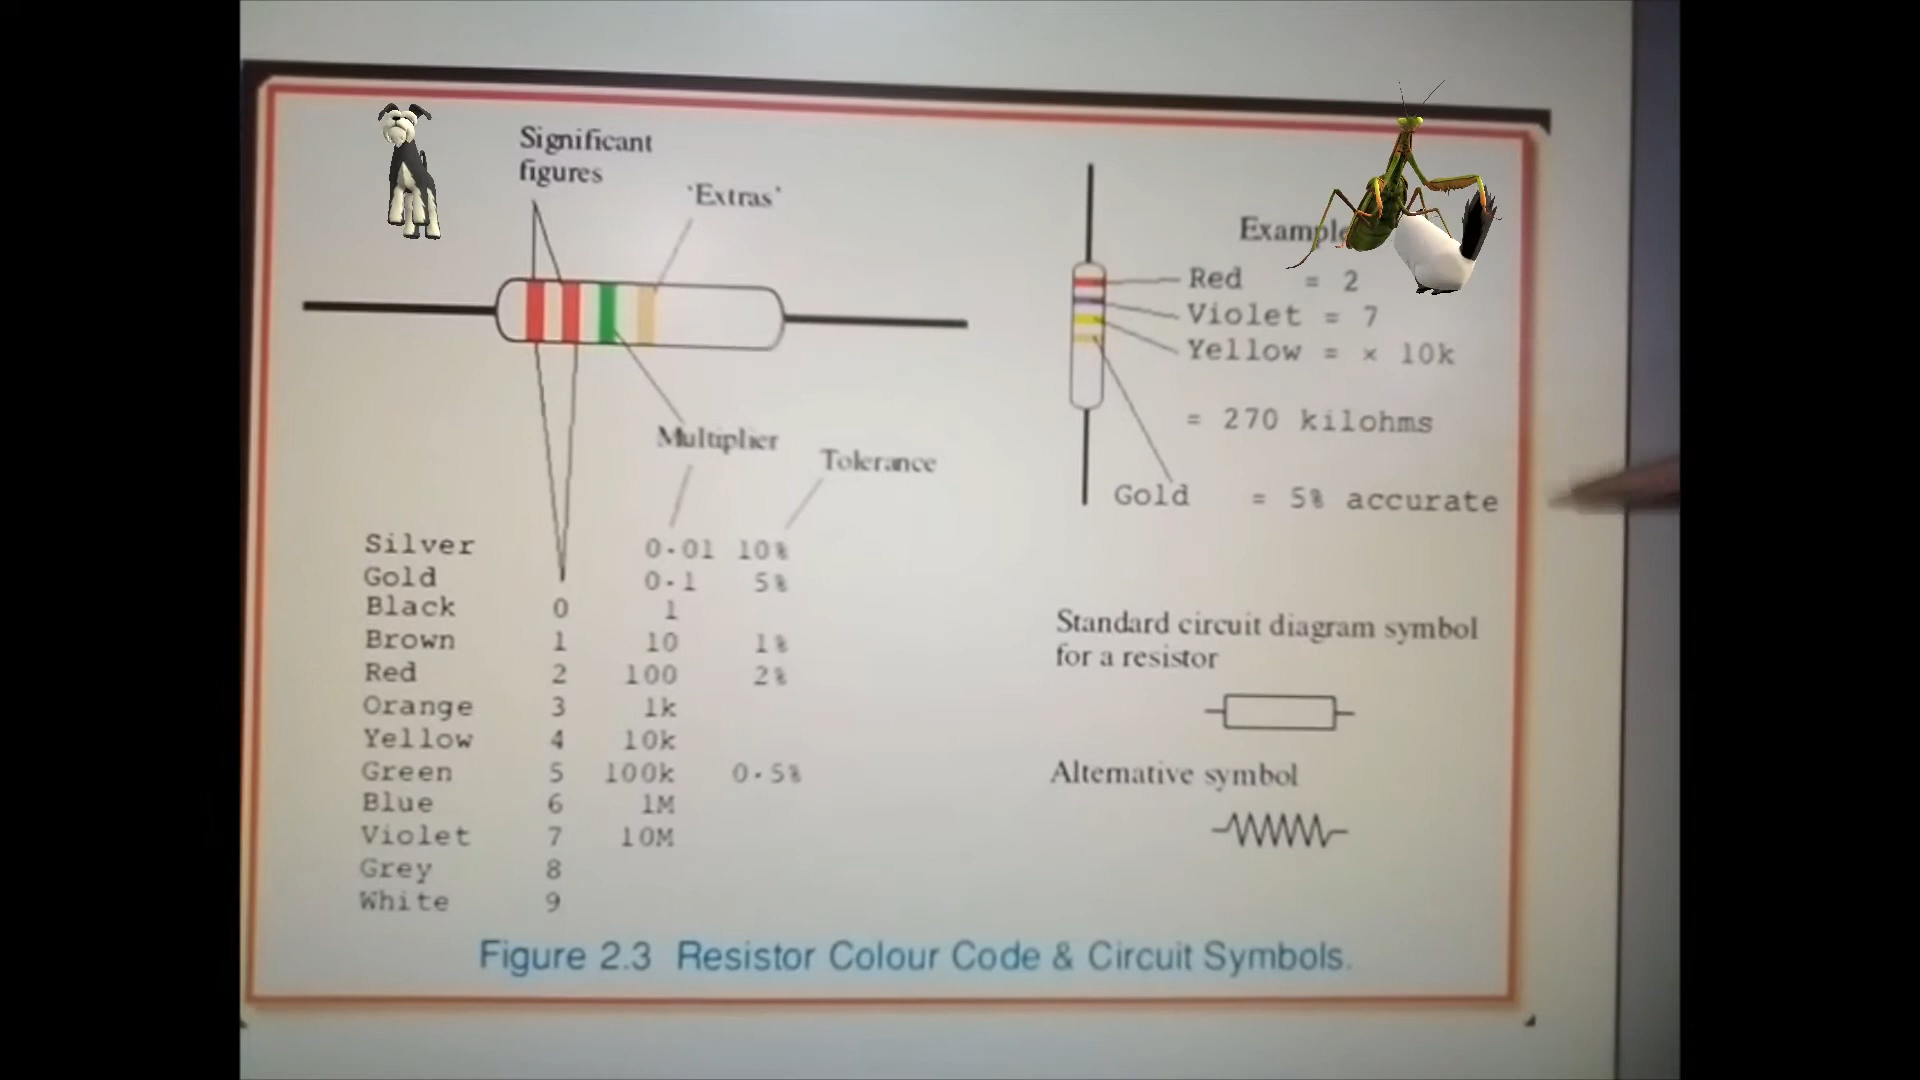 Significant
figures
'Extras'
Multiplier
Tolerance
Silver 0·01 10%
Gold 0·1 5%
Black 0 1
Brown 1 10 1%
Red 2 100 2%
Orange 3 1k
Yellow 4 10k
Green 5 100k 0·5%
Blue 6 1M
Violet 7 10M
Grey 8
White 9
Red = 2
Violet = 7
Yellow = × 10k
= 270 kilohms
Gold = 5% accurate
Standard circuit diagram symbol
for a resistor
Alternative symbol
Figure 2.3 Resistor Colour Code & Circuit Symbols.